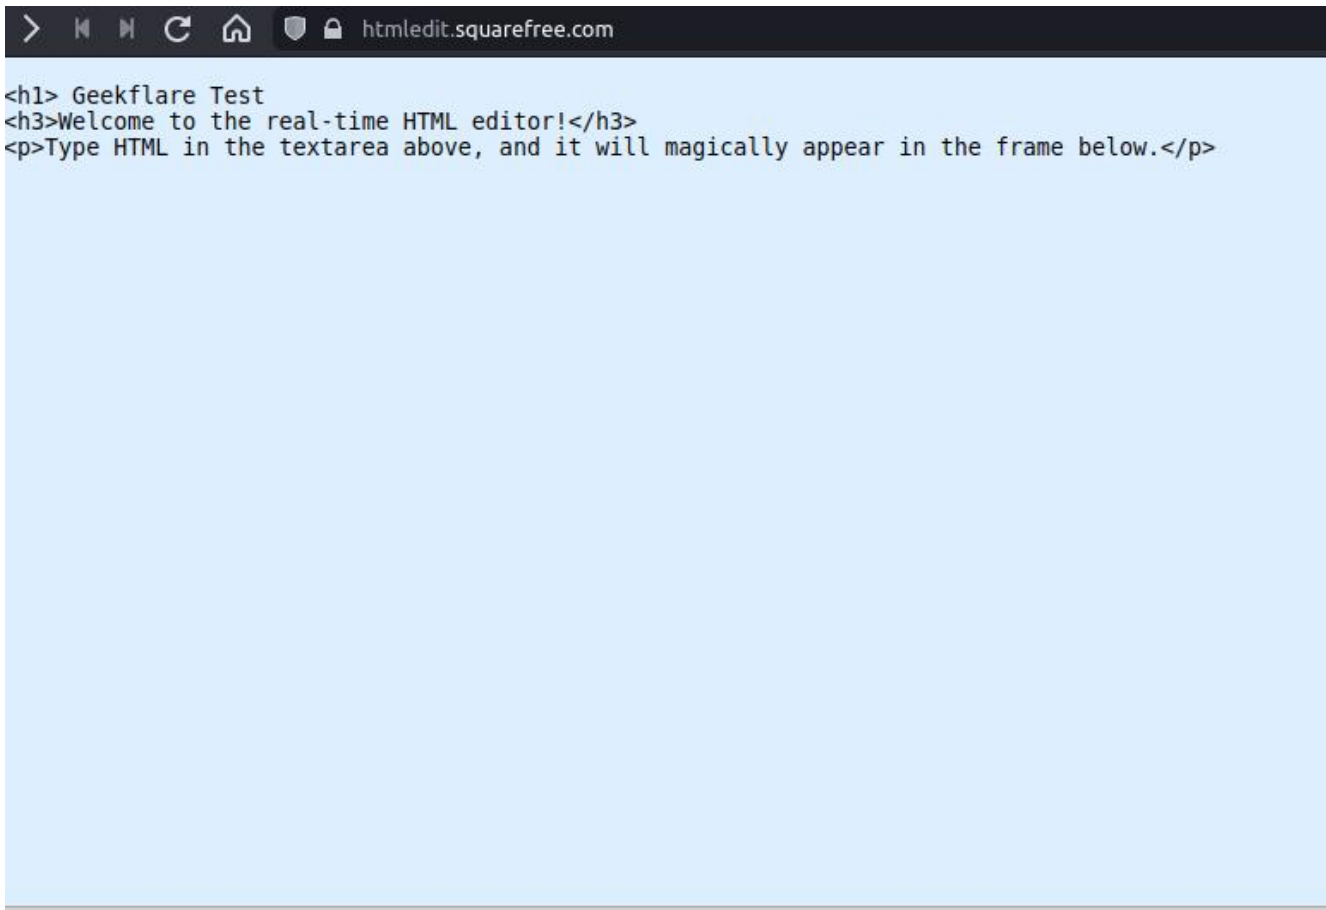 htmledit.squarefree.com
<h1> Geekflare Test
<h3>Welcome to the real-time HTML editor!</h3>
<p>Type HTML in the textarea above, and it will magically appear in the frame below.</p>